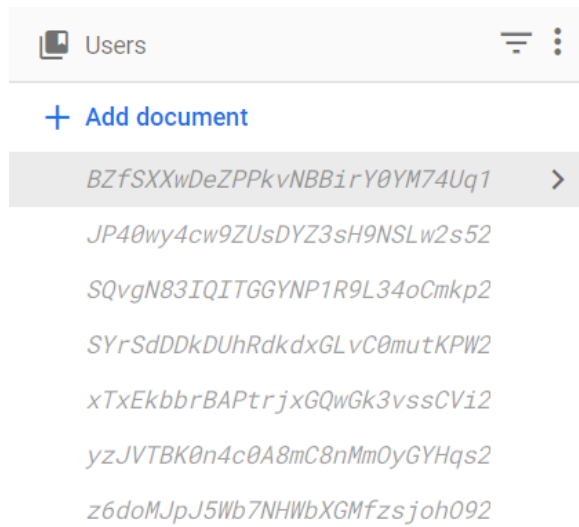 Users
Add document
BZfSXXwDeZPPkvNBBirY0YM74Uq1
JP40wy4cw9ZUsDYZ3sH9NSLw2s52
SQvgN83IQITGGYNP1R9L34oCmkp2
SYrSdDDkDUhRdkdxGLvC0mutKPW2
xTxEkbbrBAPtrjxGQwGk3vssCVi2
yzJVTBK0n4c0A8mC8nMmOyGYHqs2
z6doMJpJ5Wb7NHWbXGMfzsjohO92